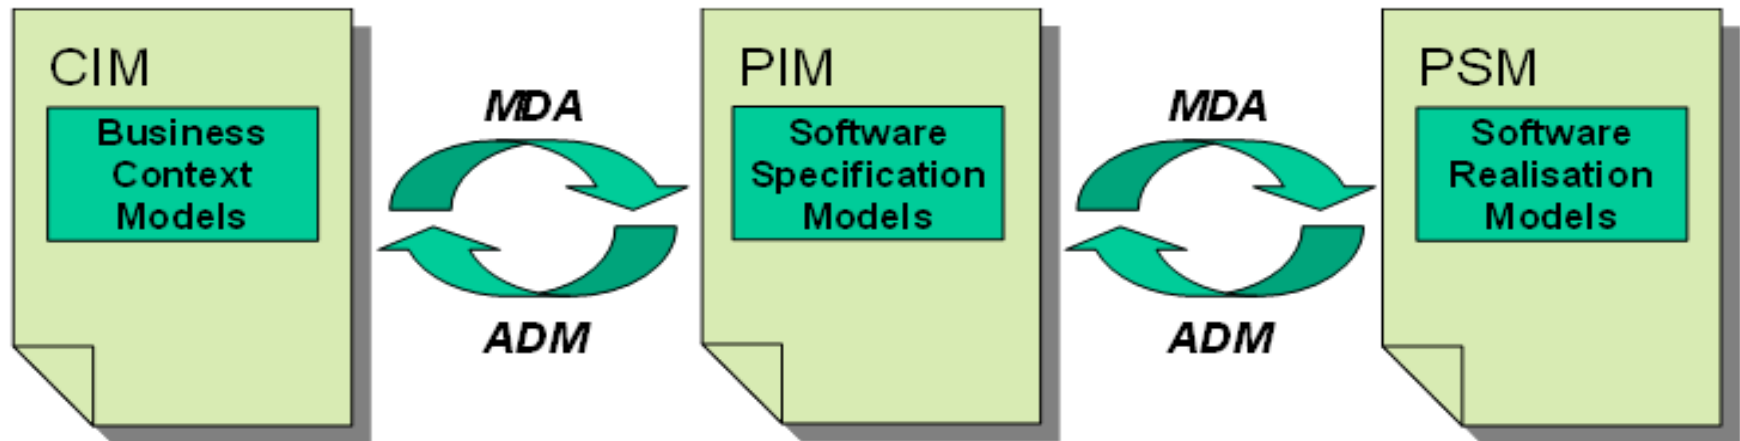 CIM
Business
Context
Models
MDA
ADM
PIM
Software
Specification
Models
MDA
ADM
PSM
Software
Realisation
Models